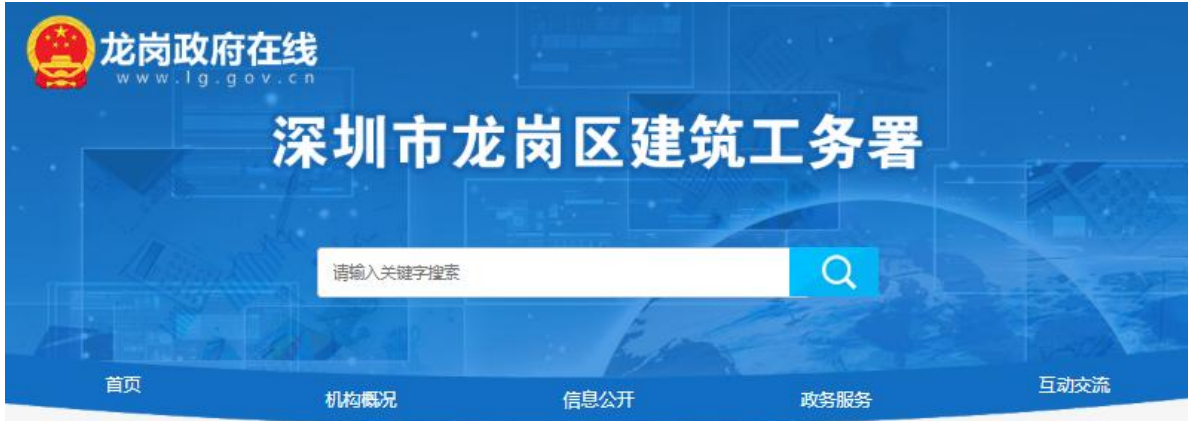 龙岗政府在线
www.lg.gov.cn
深圳市龙岗区建筑工务署
请输入关键字搜索
首页
机构概况
信息公开
政务服务
互动交流